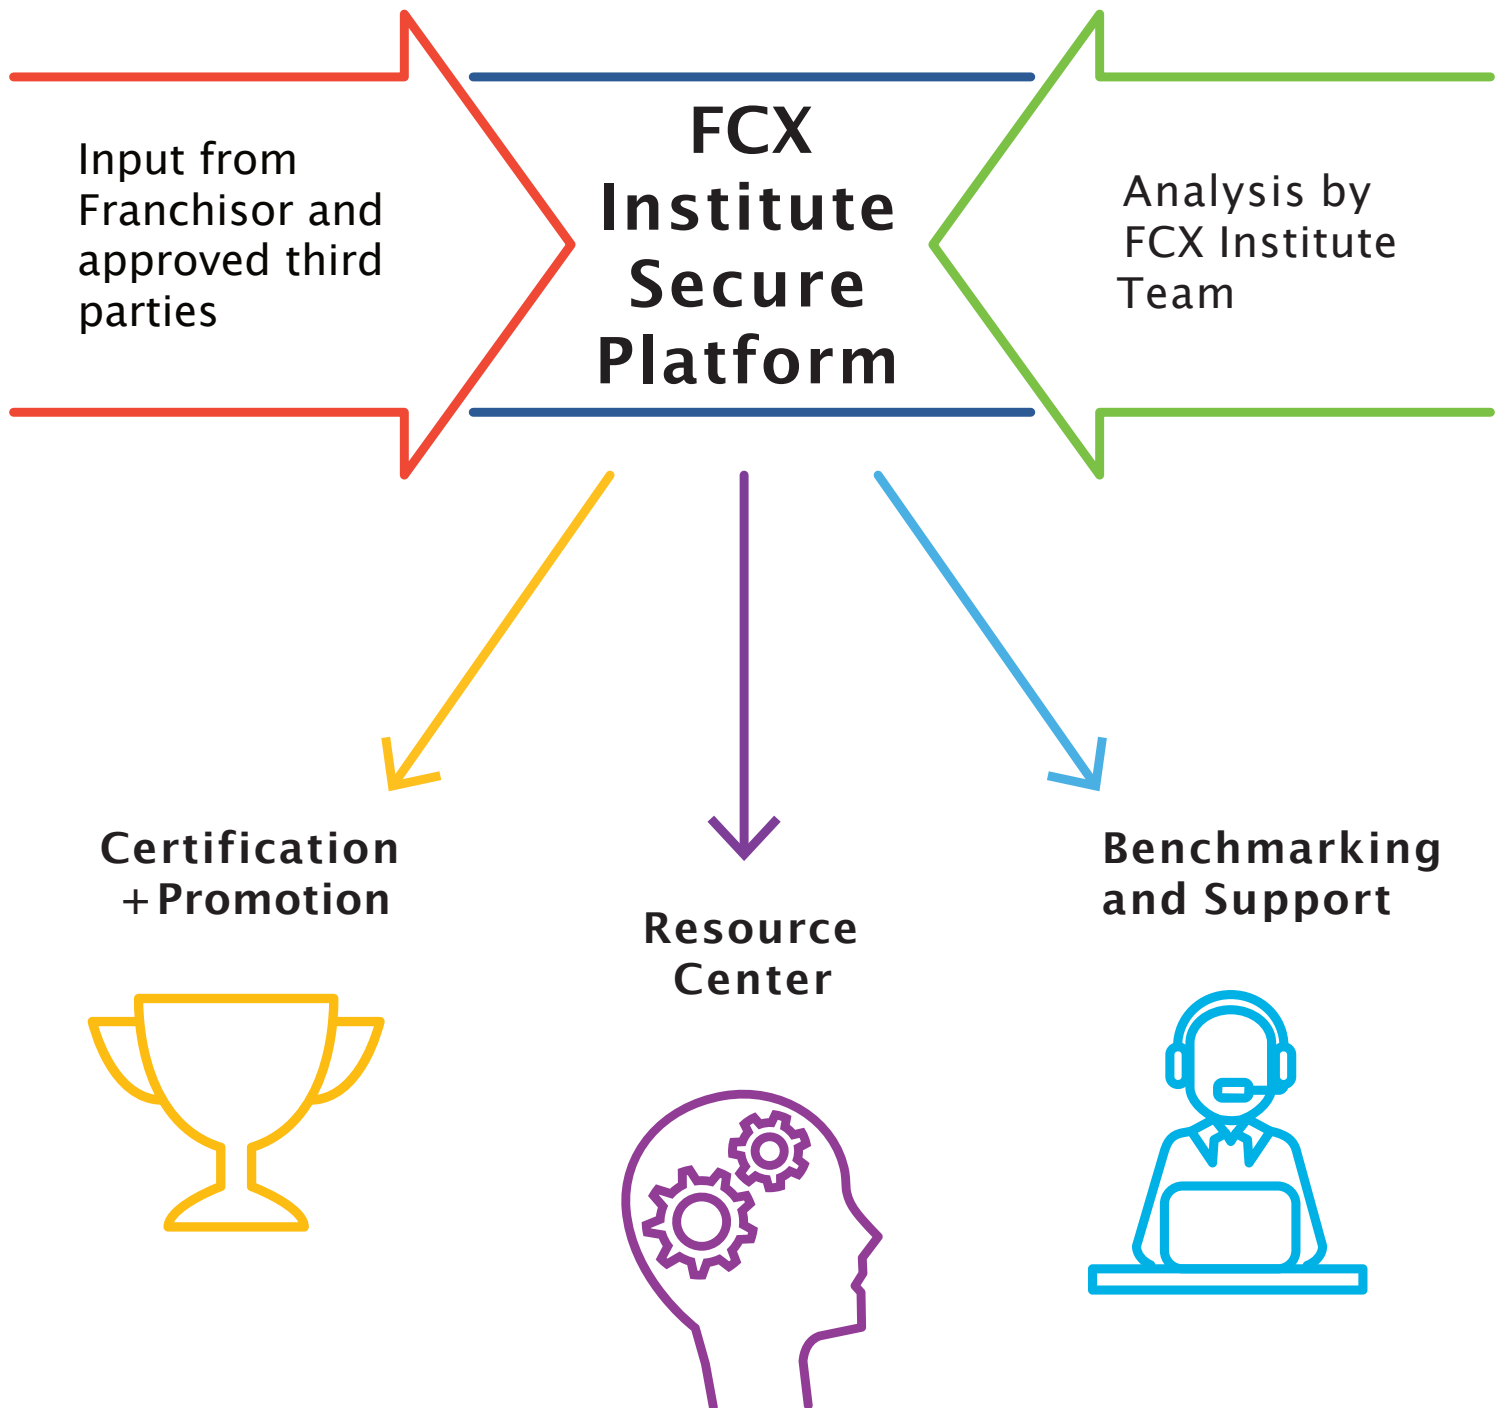 Input from
Franchisor and
approved third
parties
FCX
Institute
Secure
Platform
Analysis by
FCX Institute
Team
Certification
+Promotion
Resource
Center
Benchmarking
and Support